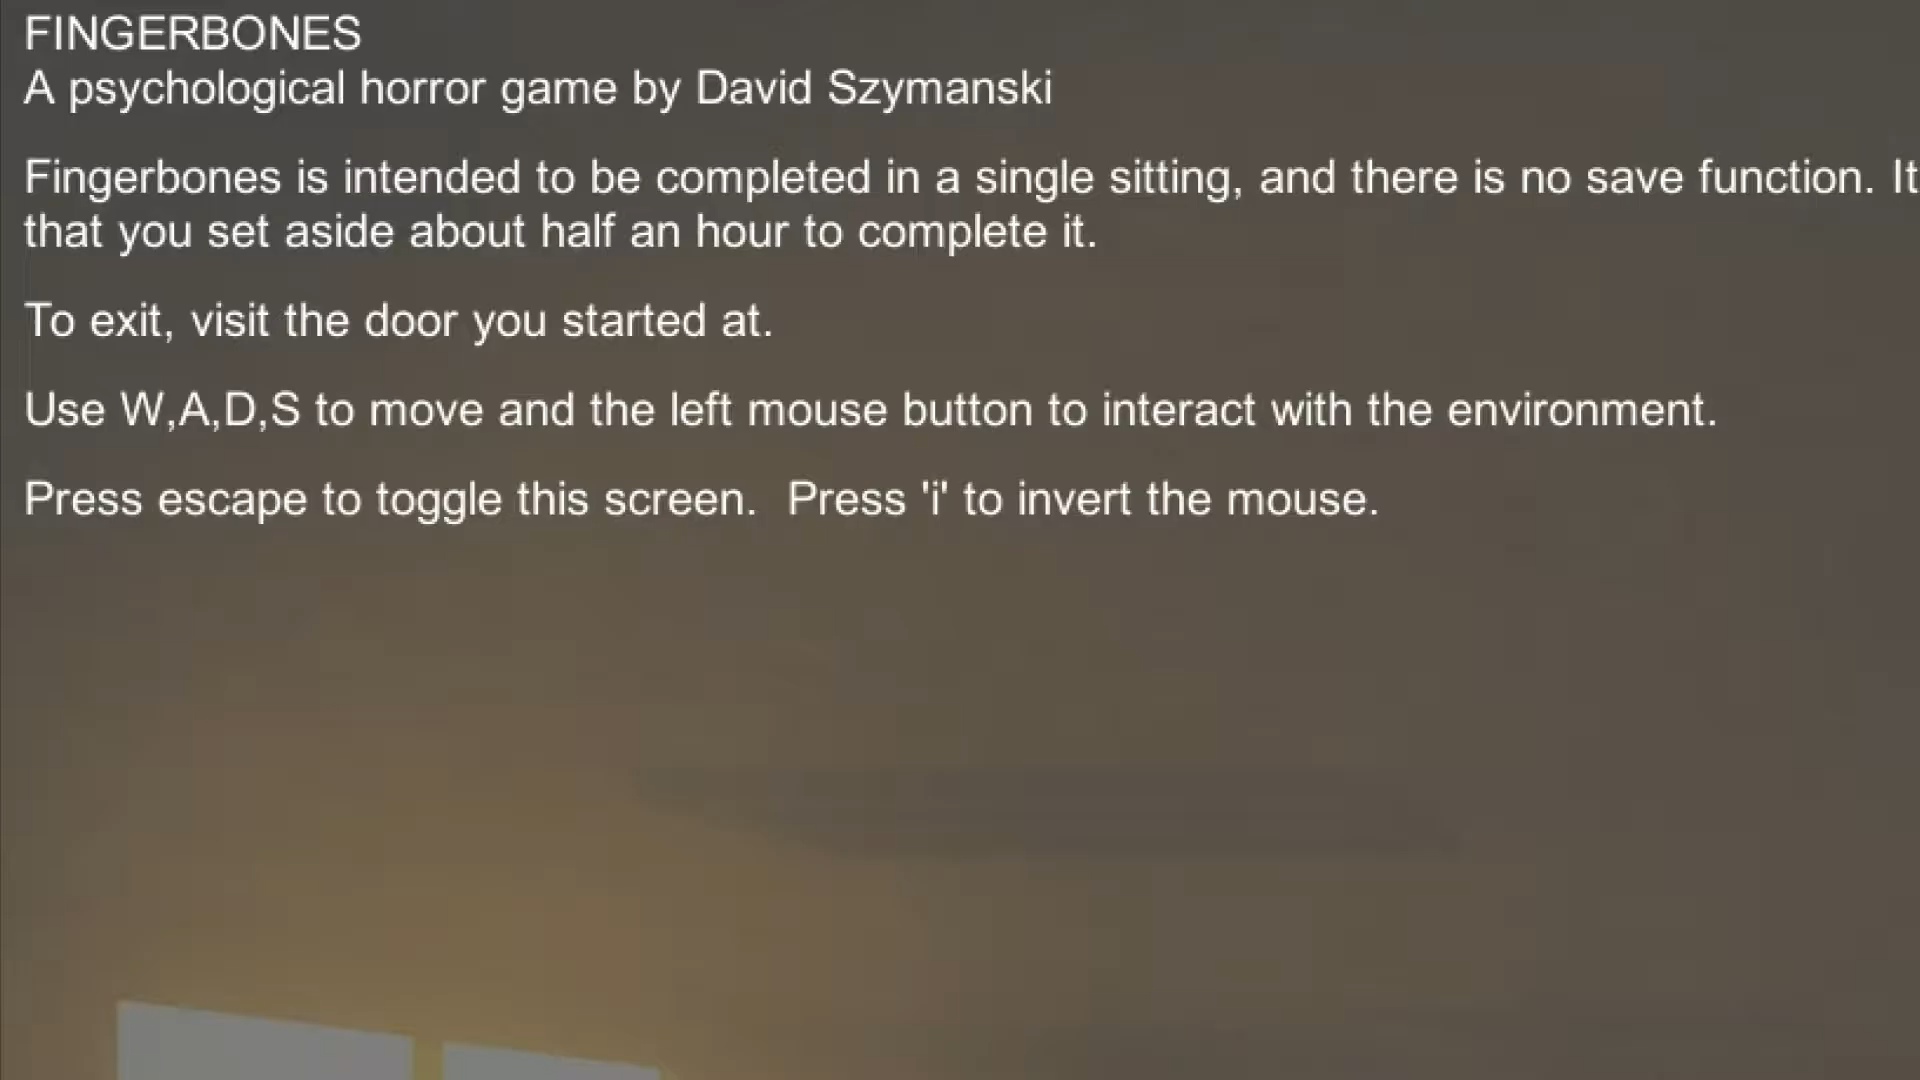 FINGERBONES
A psychological horror game by David Szymanski
Fingerbones is intended to be completed in a single sitting, and there is no save function. It
that you set aside about half an hour to complete it.
To exit, visit the door you started at.
Use W,A,D,S to move and the left mouse button to interact with the environment.
Press escape to toggle this screen.  Press 'i' to invert the mouse.